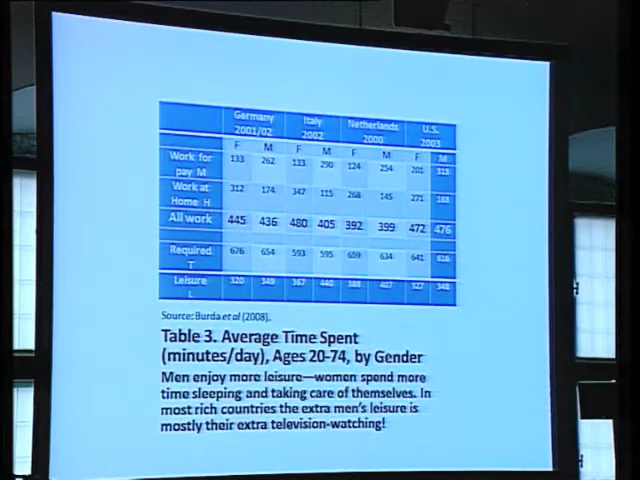 Germany Italy Netherlands U.S.
2001/02 2002 2000 2003
F M F M F M F M
Work for pay M 133 262 133 290 124 254 201 313
Work at Home H 312 174 347 115 268 145 271 163
All work 445 436 480 405 392 399 472 476
Required T 676 654 593 595 659 634 641 616
Leisure L 320 349 367 440 388 407 327 348
Source: Burda et al (2008).
Table 3. Average Time Spent
(minutes/day), Ages 20-74, by Gender
Men enjoy more leisure—women spend more
time sleeping and taking care of themselves. In
most rich countries the extra men's leisure is
mostly their extra television-watching!